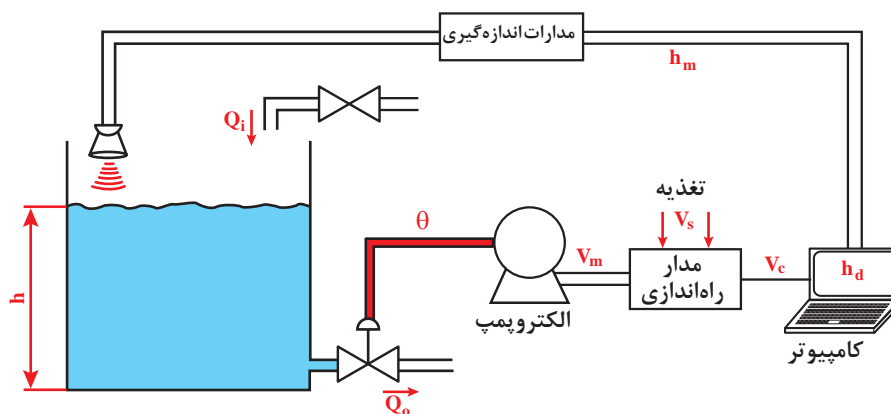 مدارات اندازه‌گیری
h_m
Q_i
تغذیه
V_s
θ
V_m
مدار
راه‌اندازی
V_c
h_d
h
الکتروپمپ
کامپیوتر
Q_o